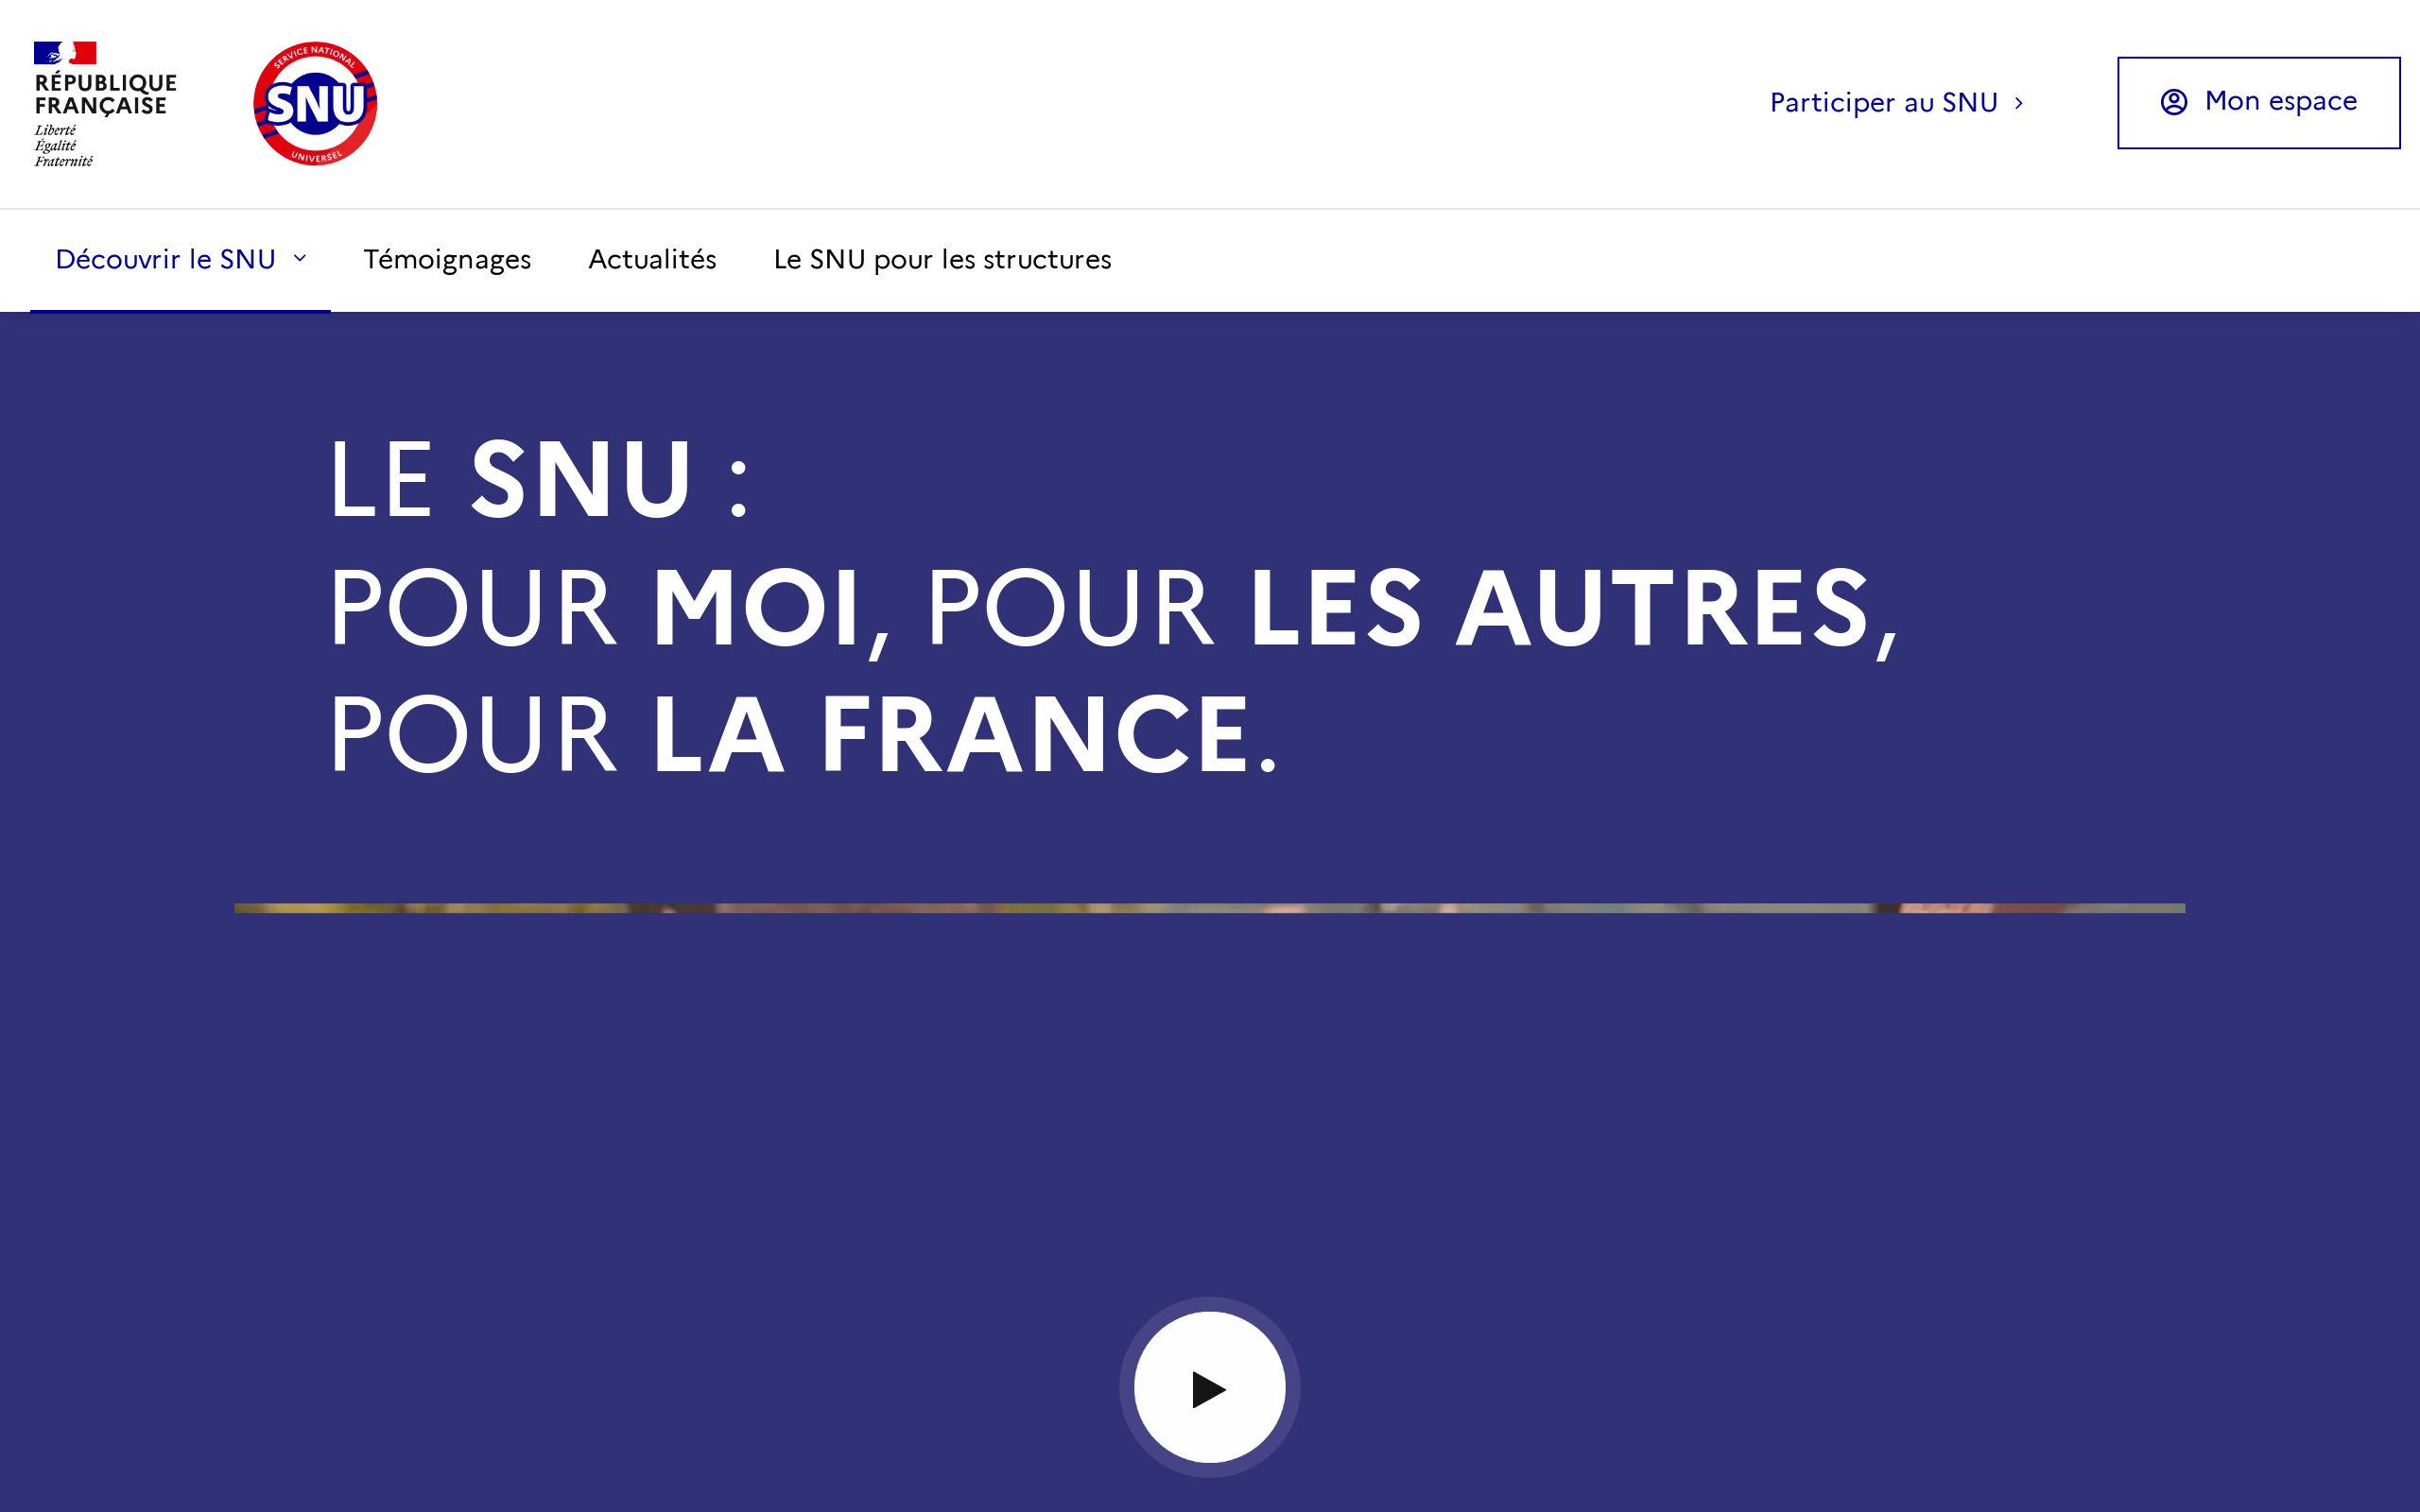 RÉPUBLIQUE
FRANÇAISE
Liberté
Égalité
Fraternité
SERVICE NATIONAL
SNU
UNIVERSEL
Participer au SNU
Mon espace
Découvrir le SNU
Témoignages
Actualités
Le SNU pour les structures
LE SNU :
POUR MOI, POUR LES AUTRES,
POUR LA FRANCE.